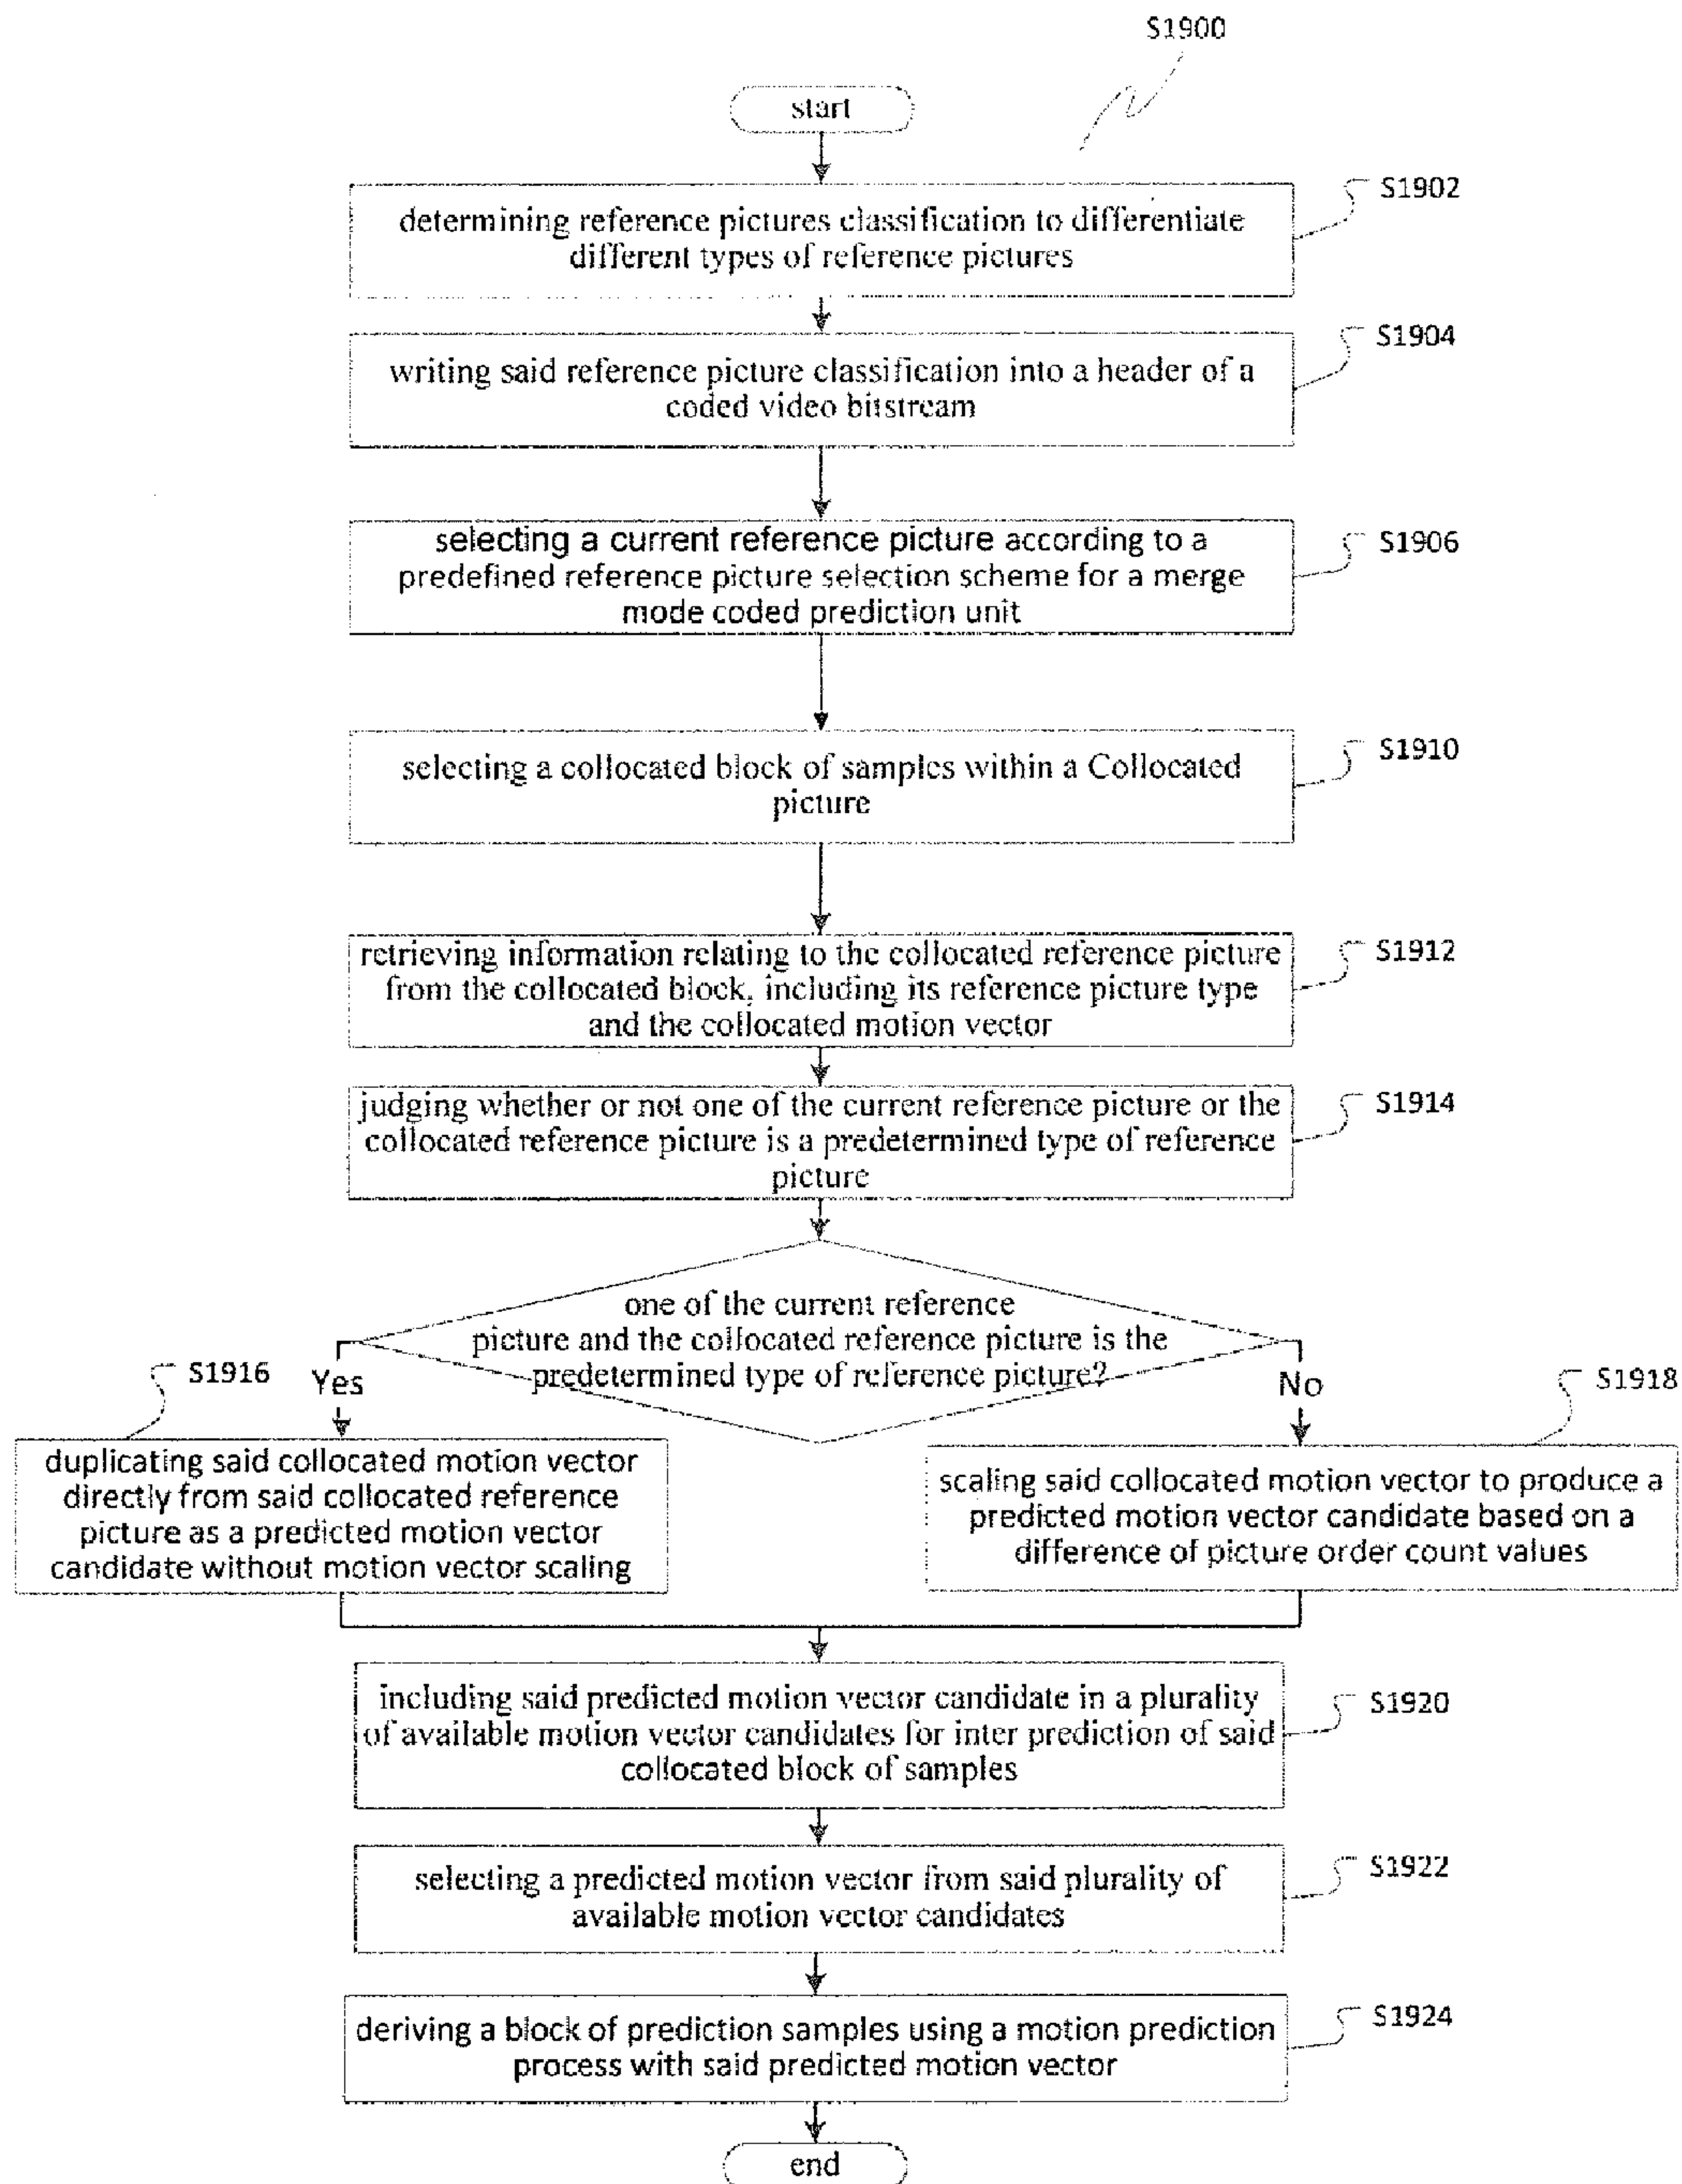 S1900
start
S1902
determining reference pictures classification to differentiate
different types of reference pictures
S1904
writing said reference picture classification into a header of a
coded video bitstream
S1906
selecting a current reference picture according to a
predefined reference picture selection scheme for a merge
mode coded prediction unit
S1910
selecting a collocated block of samples within a Collocated
picture
S1912
retrieving information relating to the collocated reference picture
from the collocated block, including its reference picture type
and the collocated motion vector
S1914
judging whether or not one of the current reference picture or the
collocated reference picture is a predetermined type of reference
picture
one of the current reference
picture and the collocated reference picture is the
predetermined type of reference picture?
S1916
Yes
No
S1918
duplicating said collocated motion vector
directly from said collocated reference
picture as a predicted motion vector
candidate without motion vector scaling
scaling said collocated motion vector to produce a
predicted motion vector candidate based on a
difference of picture order count values
S1920
including said predicted motion vector candidate in a plurality
of available motion vector candidates for inter prediction of said
collocated block of samples
S1922
selecting a predicted motion vector from said plurality of
available motion vector candidates
S1924
deriving a block of prediction samples using a motion prediction
process with said predicted motion vector
end